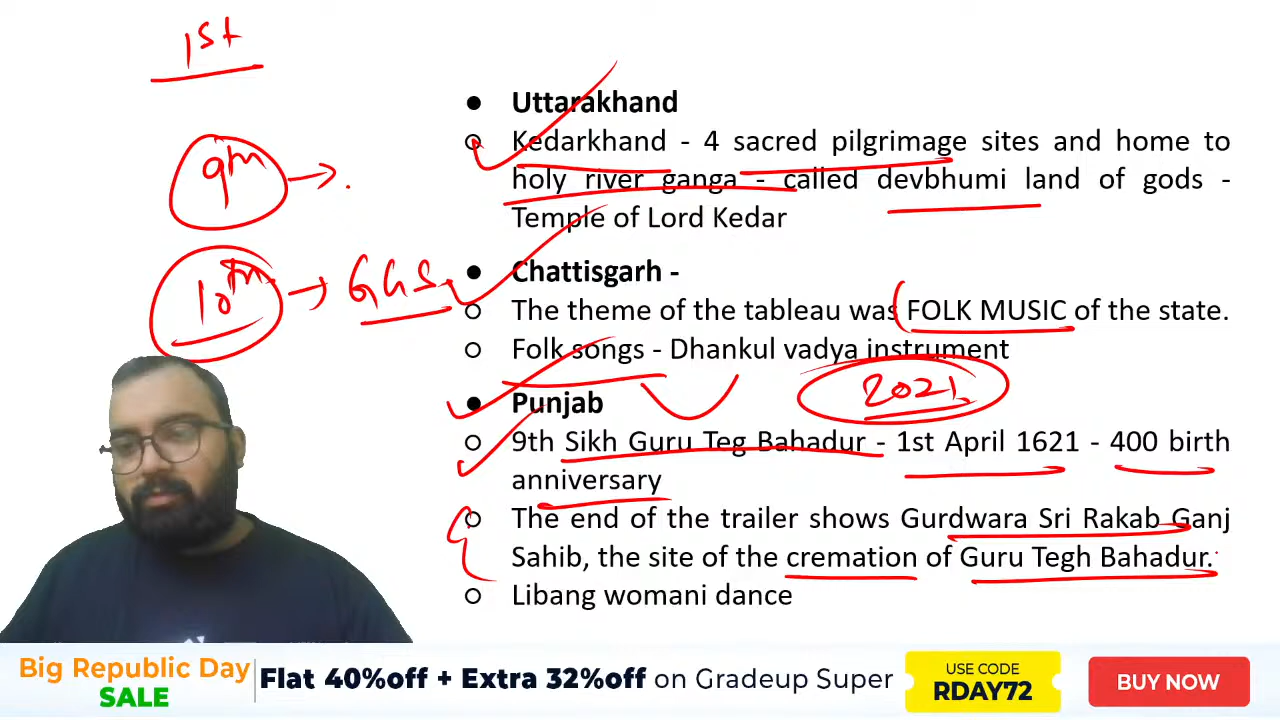 1st
● Uttarakhand
○ Kedarkhand - 4 sacred pilgrimage sites and home to
holy river ganga - called devbhumi land of gods -
Temple of Lord Kedar
9th →
10th → GGS
● Chattisgarh -
○ The theme of the tableau was FOLK MUSIC of the state.
○ Folk songs - Dhankul vadya instrument
2021
● Punjab
○ 9th Sikh Guru Teg Bahadur - 1st April 1621 - 400 birth
anniversary
○ The end of the trailer shows Gurdwara Sri Rakab Ganj
Sahib, the site of the cremation of Guru Tegh Bahadur.
○ Libang womani dance
Big Republic Day
SALE
Flat 40%off + Extra 32%off on Gradeup Super
USE CODE
RDAY72
BUY NOW